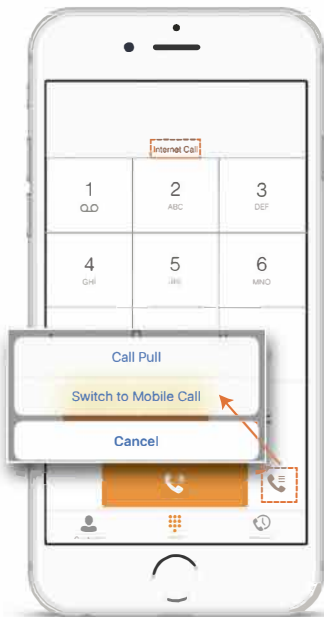 Internet Call
1
2
3
ABC
DEF
4
5
6
GHI
MNO
Call Pull
Switch to Mobile Call
Cancel